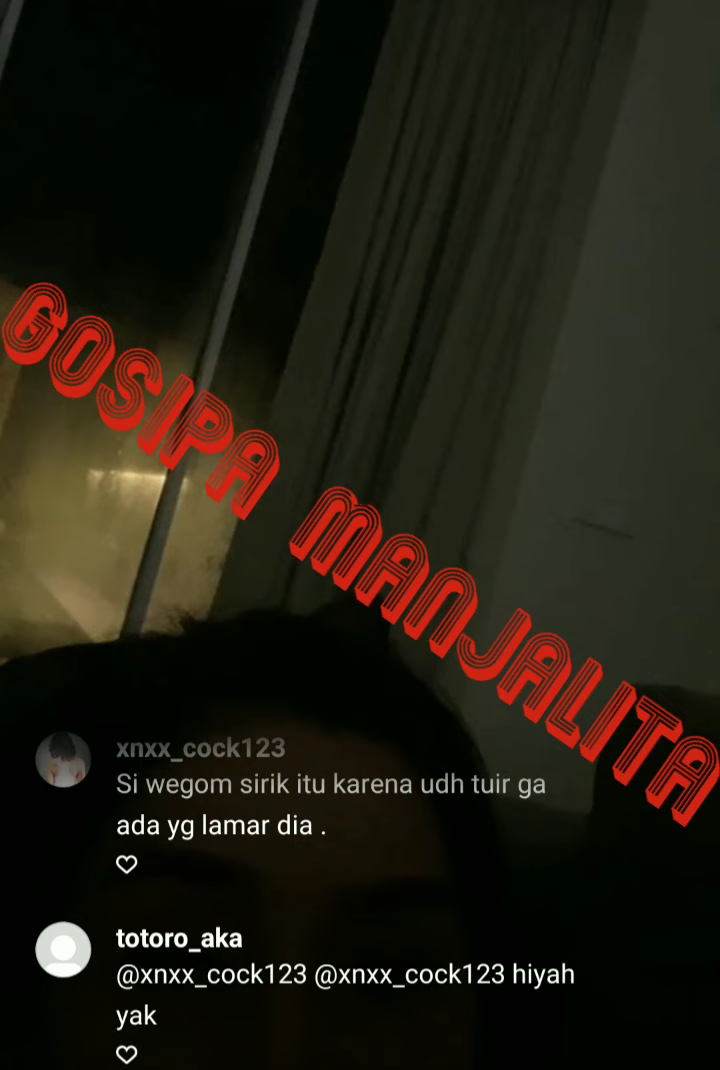 GOSIPA MANJALITA
xnxx_cock123
Si wegom sirik itu karena udh tuir ga
ada yg lamar dia .
totoro_aka
@xnxx_cock123 @xnxx_cock123 hiyah
yak